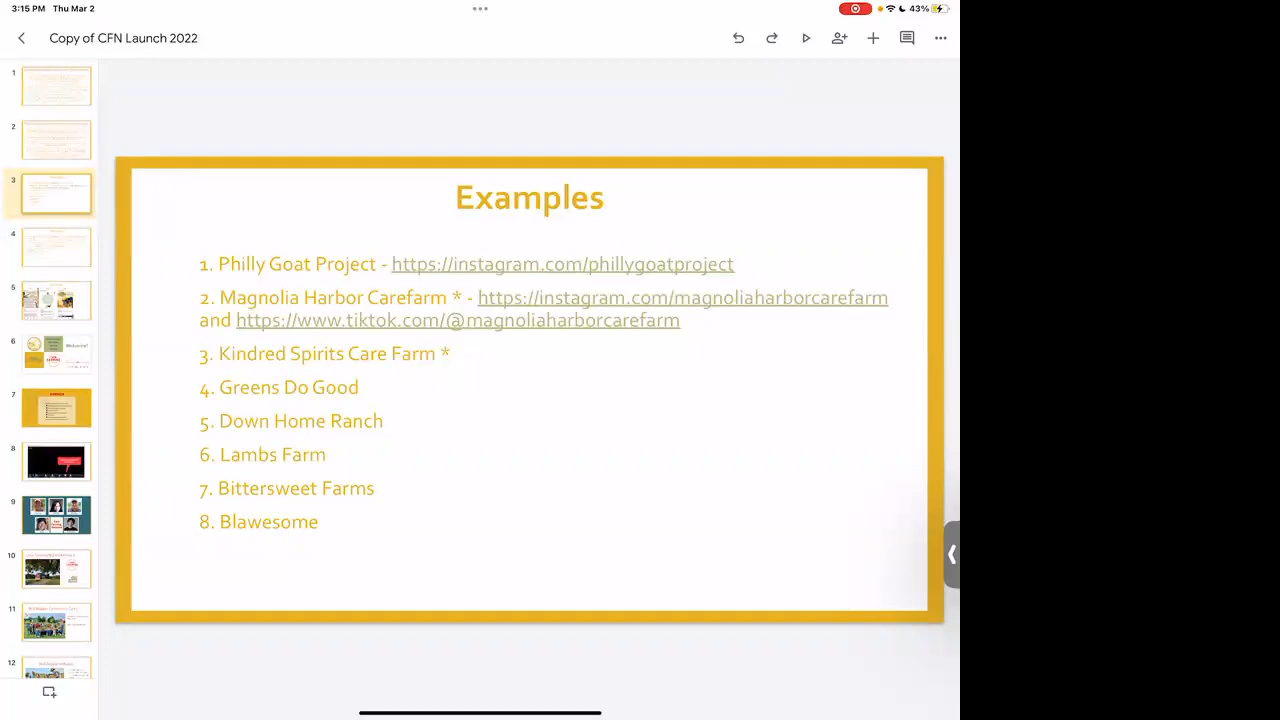 3:15 PM Thu Mar 2
43%
Copy of CFN Launch 2022
1
2
3
4
5
6
7
8
9
10
11
12
Examples
1. Philly Goat Project - https://instagram.com/phillygoatproject
2. Magnolia Harbor Carefarm * - https://instagram.com/magnoliaharborcarefarm
and https://www.tiktok.com/@magnoliaharborcarefarm
3. Kindred Spirits Care Farm *
4. Greens Do Good
5. Down Home Ranch
6. Lambs Farm
7. Bittersweet Farms
8. Blawesome